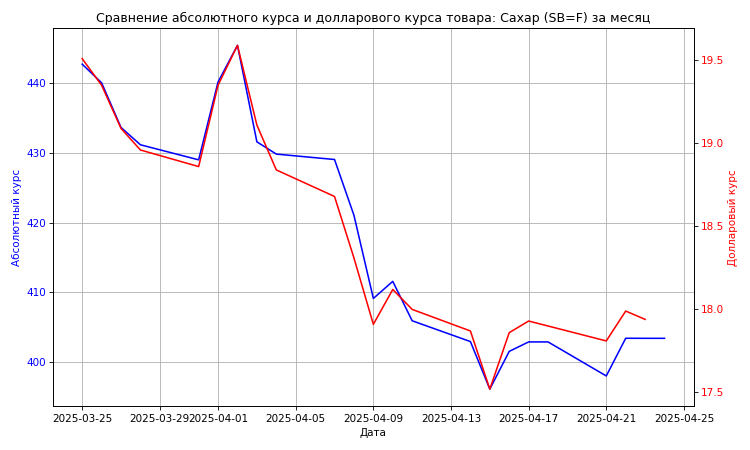 Сравнение абсолютного курса и долларового курса товара: Сахар (SB=F) за месяц
Абсолютный курс
440
430
420
410
400
19.5
19.0
18.5
18.0
17.5
Долларовый курс
2025-03-25 2025-03-29 2025-04-01 2025-04-05 2025-04-09 2025-04-13 2025-04-17 2025-04-21 2025-04-25
Дата